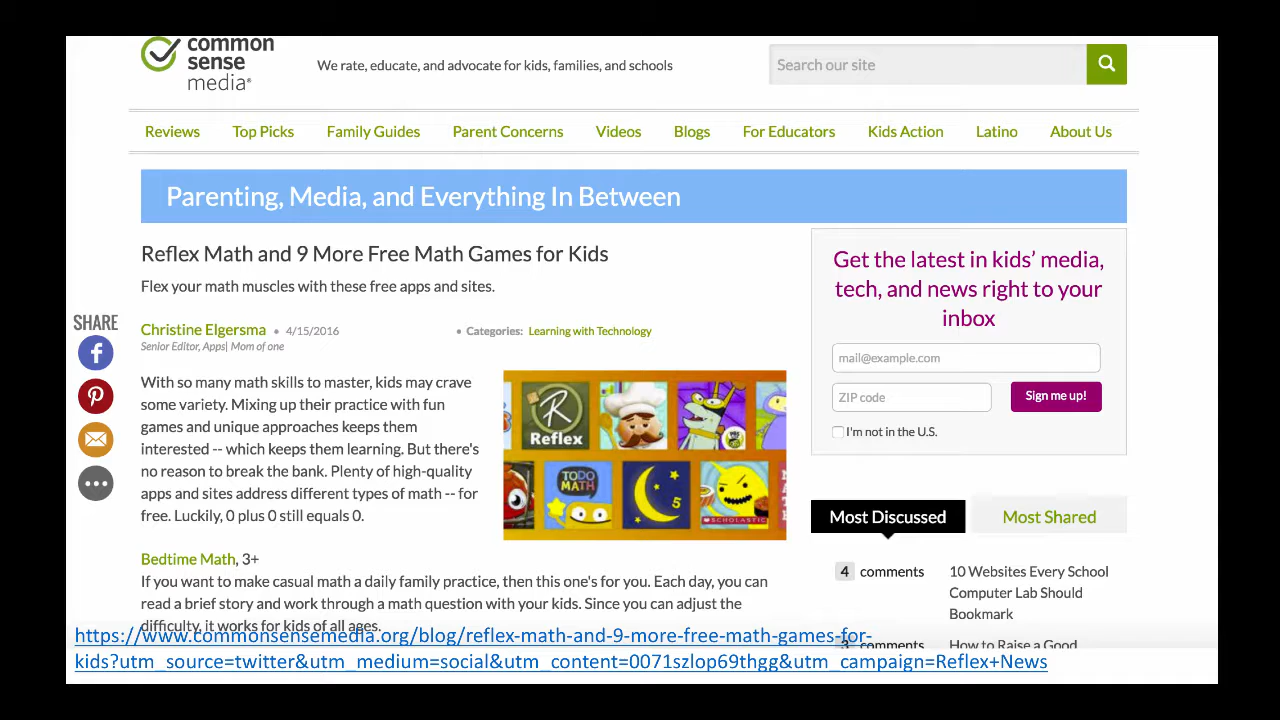 common
sense
media®
We rate, educate, and advocate for kids, families, and schools
Search our site
Reviews Top Picks Family Guides Parent Concerns Videos Blogs For Educators Kids Action Latino About Us
Parenting, Media, and Everything In Between
Reflex Math and 9 More Free Math Games for Kids
Flex your math muscles with these free apps and sites.
SHARE
Christine Elgersma • 4/15/2016 • Categories: Learning with Technology
Senior Editor, Apps| Mom of one
With so many math skills to master, kids may crave
some variety. Mixing up their practice with fun
games and unique approaches keeps them
interested -- which keeps them learning. But there's
no reason to break the bank. Plenty of high-quality
apps and sites address different types of math -- for
free. Luckily, 0 plus 0 still equals 0.
R
Reflex
PBS KIDS
TODO
MATH
5
SCHOLASTIC
Bedtime Math, 3+
If you want to make casual math a daily family practice, then this one's for you. Each day, you can
read a brief story and work through a math question with your kids. Since you can adjust the
difficulty, it works for kids of all ages.
Get the latest in kids' media,
tech, and news right to your
inbox
mail@example.com
ZIP code
Sign me up!
I'm not in the U.S.
Most Discussed Most Shared
4 comments 10 Websites Every School
Computer Lab Should
Bookmark
3 comments How to Raise a Good
https://www.commonsensemedia.org/blog/reflex-math-and-9-more-free-math-games-for-
kids?utm_source=twitter&utm_medium=social&utm_content=0071szlop69thgg&utm_campaign=Reflex+News